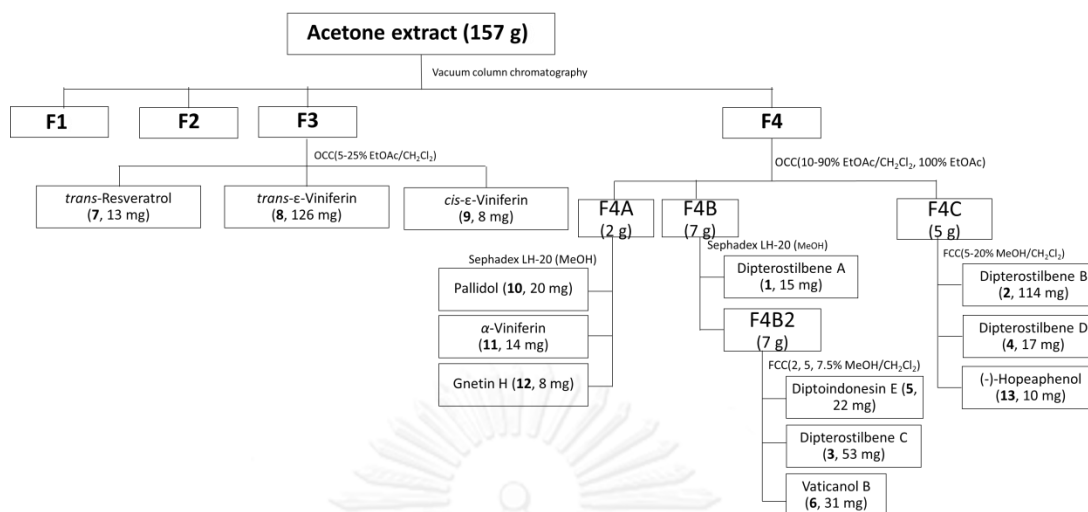 Acetone extract (157 g)
Vacuum column chromatography
F1
F2
F3
F4
OCC(5-25% EtOAc/CH₂Cl₂)
OCC(10-90% EtOAc/CH₂Cl₂, 100% EtOAc)
trans-Resveratrol
(7, 13 mg)
trans-ε-Viniferin
(8, 126 mg)
cis-ε-Viniferin
(9, 8 mg)
F4A
(2 g)
F4B
(7 g)
F4C
(5 g)
Sephadex LH-20 (MeOH)
Pallidol (10, 20 mg)
α-Viniferin
(11, 14 mg)
Gnetin H (12, 8 mg)
Sephadex LH-20 (MeOH)
Dipterostilbene A
(1, 15 mg)
F4B2
(7 g)
FCC(2, 5, 7.5% MeOH/CH₂Cl₂)
Diptoindonesin E (5,
22 mg)
Dipterostilbene C
(3, 53 mg)
Vaticanol B
(6, 31 mg)
FCC(5-20% MeOH/CH₂Cl₂)
Dipterostilbene B
(2, 114 mg)
Dipterostilbene D
(4, 17 mg)
(-)-Hopeaphenol
(13, 10 mg)